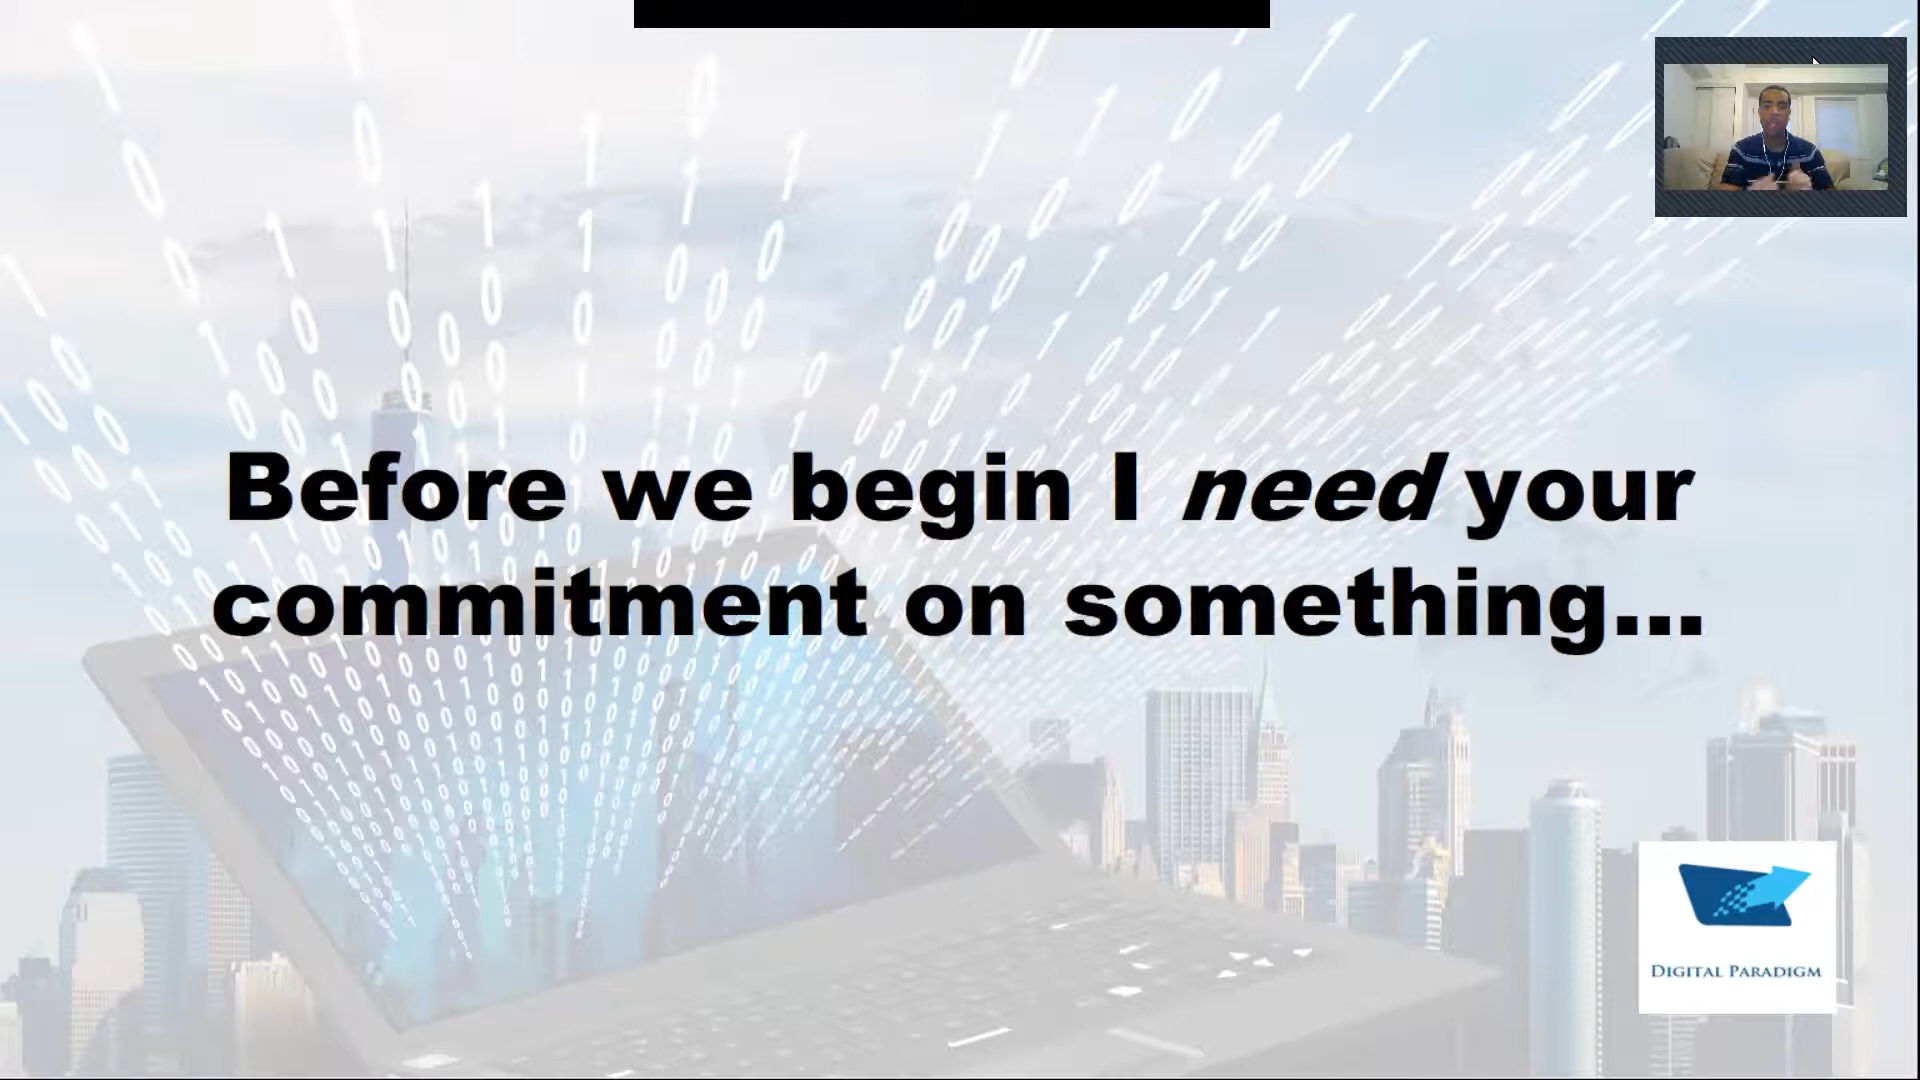 Before we begin I need your
commitment on something...
DIGITAL PARADIGM